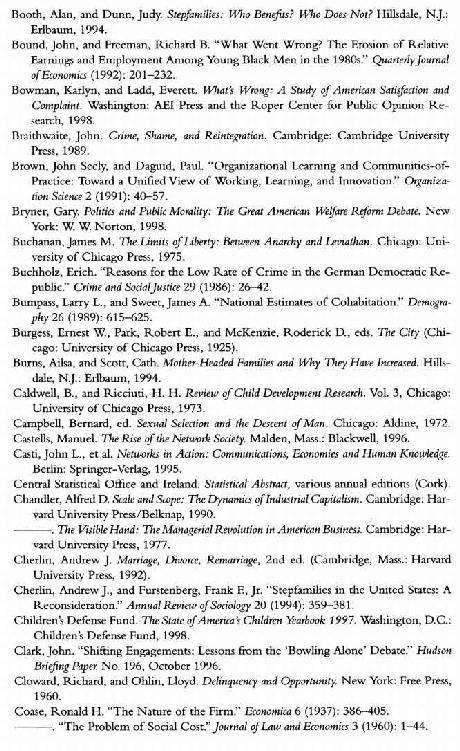 Booth, Alan, and Dunn, Judy. Stepfamilies: Who Benefits? Who Does Not? Hillsdale, N.J.:
Erlbaum, 1994.
Bound, John, and Freeman, Richard B. "What Went Wrong? The Erosion of Relative
Earnings and Employment Among Young Black Men in the 1980s." Quarterly Journal
of Economics (1992): 201–232.
Bowman, Karlyn, and Ladd, Everett. What's Wrong: A Study of American Satisfaction and
Complaint. Washington: AEI Press and the Roper Center for Public Opinion Re-
search, 1998.
Braithwaite, John. Crime, Shame, and Reintegration. Cambridge: Cambridge University
Press, 1989.
Brown, John Seely, and Daguid, Paul. "Organizational Learning and Communities-of-
Practice: Toward a Unified View of Working, Learning, and Innovation." Organiza-
tion Science 2 (1991): 40–57.
Bryner, Gary. Politics and Public Morality: The Great American Welfare Reform Debate. New
York: W. W. Norton, 1998.
Buchanan, James M. The Limits of Liberty: Between Anarchy and Leviathan. Chicago: Uni-
versity of Chicago Press, 1975.
Buchholz, Erich. "Reasons for the Low Rate of Crime in the German Democratic Re-
public." Crime and Social Justice 29 (1986): 26–42.
Bumpass, Larry L., and Sweet, James A. "National Estimates of Cohabitation." Demogra-
phy 26 (1989): 615–625.
Burgess, Ernest W., Park, Robert E., and McKenzie, Roderick D., eds. The City (Chi-
cago: University of Chicago Press, 1925).
Burns, Ailsa, and Scott, Cath. Mother-Headed Families and Why They Have Increased. Hills-
dale, N.J.: Erlbaum, 1994.
Caldwell, B., and Ricciuti, H. H. Review of Child Development Research. Vol. 3, Chicago:
University of Chicago Press, 1973.
Campbell, Bernard, ed. Sexual Selection and the Descent of Man. Chicago: Aldine, 1972.
Castells, Manuel. The Rise of the Network Society. Malden, Mass.: Blackwell, 1996.
Casti, John L., et al. Networks in Action: Communications, Economies and Human Knowledge.
Berlin: Springer-Verlag, 1995.
Central Statistical Office and Ireland. Statistical Abstract, various annual editions (Cork).
Chandler, Alfred D. Scale and Scope: The Dynamics of Industrial Capitalism. Cambridge: Har-
vard University Press/Belknap, 1990.
———. The Visible Hand: The Managerial Revolution in American Business. Cambridge: Har-
vard University Press, 1977.
Cherlin, Andrew J. Marriage, Divorce, Remarriage, 2nd ed. (Cambridge, Mass.: Harvard
University Press, 1992).
Cherlin, Andrew J., and Furstenberg, Frank F., Jr. "Stepfamilies in the United States: A
Reconsideration." Annual Review of Sociology 20 (1994): 359–381.
Children's Defense Fund. The State of America's Children Yearbook 1997. Washington, D.C.:
Children's Defense Fund, 1998.
Clark, John. "Shifting Engagements: Lessons from the 'Bowling Alone' Debate." Hudson
Briefing Paper. No. 196, October 1996.
Cloward, Richard, and Ohlin, Lloyd. Delinquency and Opportunity. New York: Free Press,
1960.
Coase, Ronald H. "The Nature of the Firm." Economica 6 (1937): 386–405.
———. "The Problem of Social Cost." Journal of Law and Economics 3 (1960): 1–44.